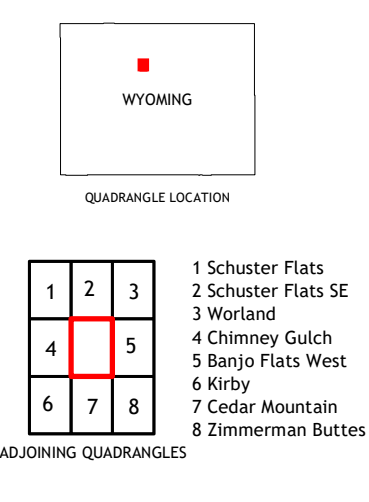 WYOMING
QUADRANGLE LOCATION
1 2 3
4 5
6 7 8
ADJOINING QUADRANGLES
1 Schuster Flats
2 Schuster Flats SE
3 Worland
4 Chimney Gulch
5 Banjo Flats West
6 Kirby
7 Cedar Mountain
8 Zimmerman Buttes